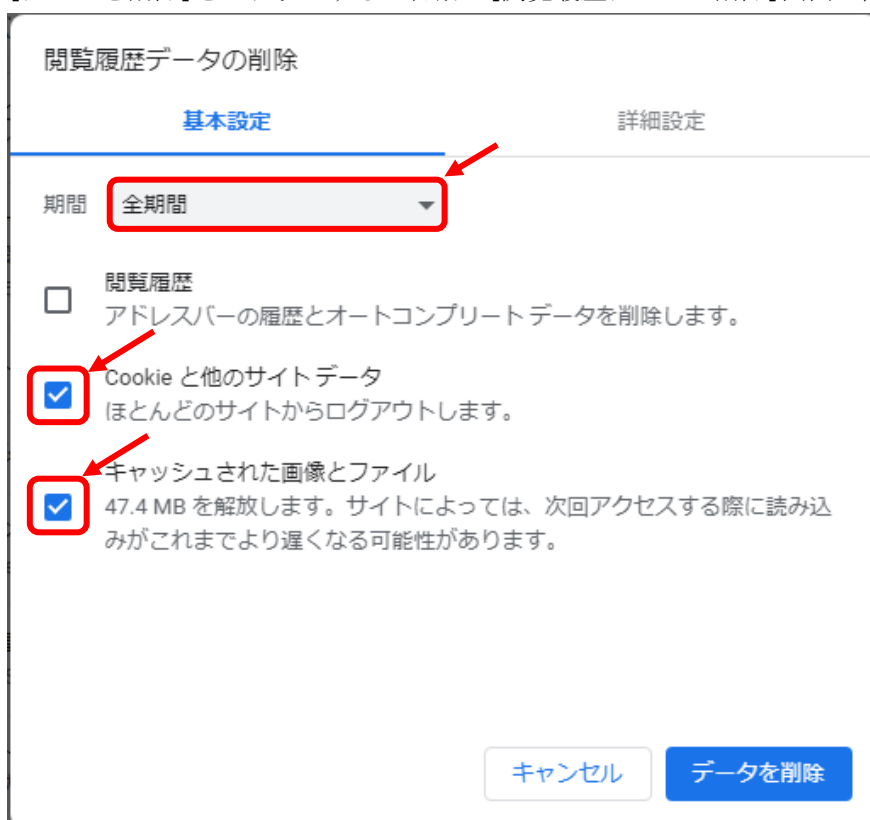 閲覧履歴データの削除
基本設定
詳細設定
期間
全期間
閲覧履歴
アドレスバーの履歴とオートコンプリート データを削除します。
Cookie と他のサイト データ
ほとんどのサイトからログアウトします。
キャッシュされた画像とファイル
47.4 MB を解放します。サイトによっては、次回アクセスする際に読み込
みがこれまでより遅くなる可能性があります。
キャンセル
データを削除